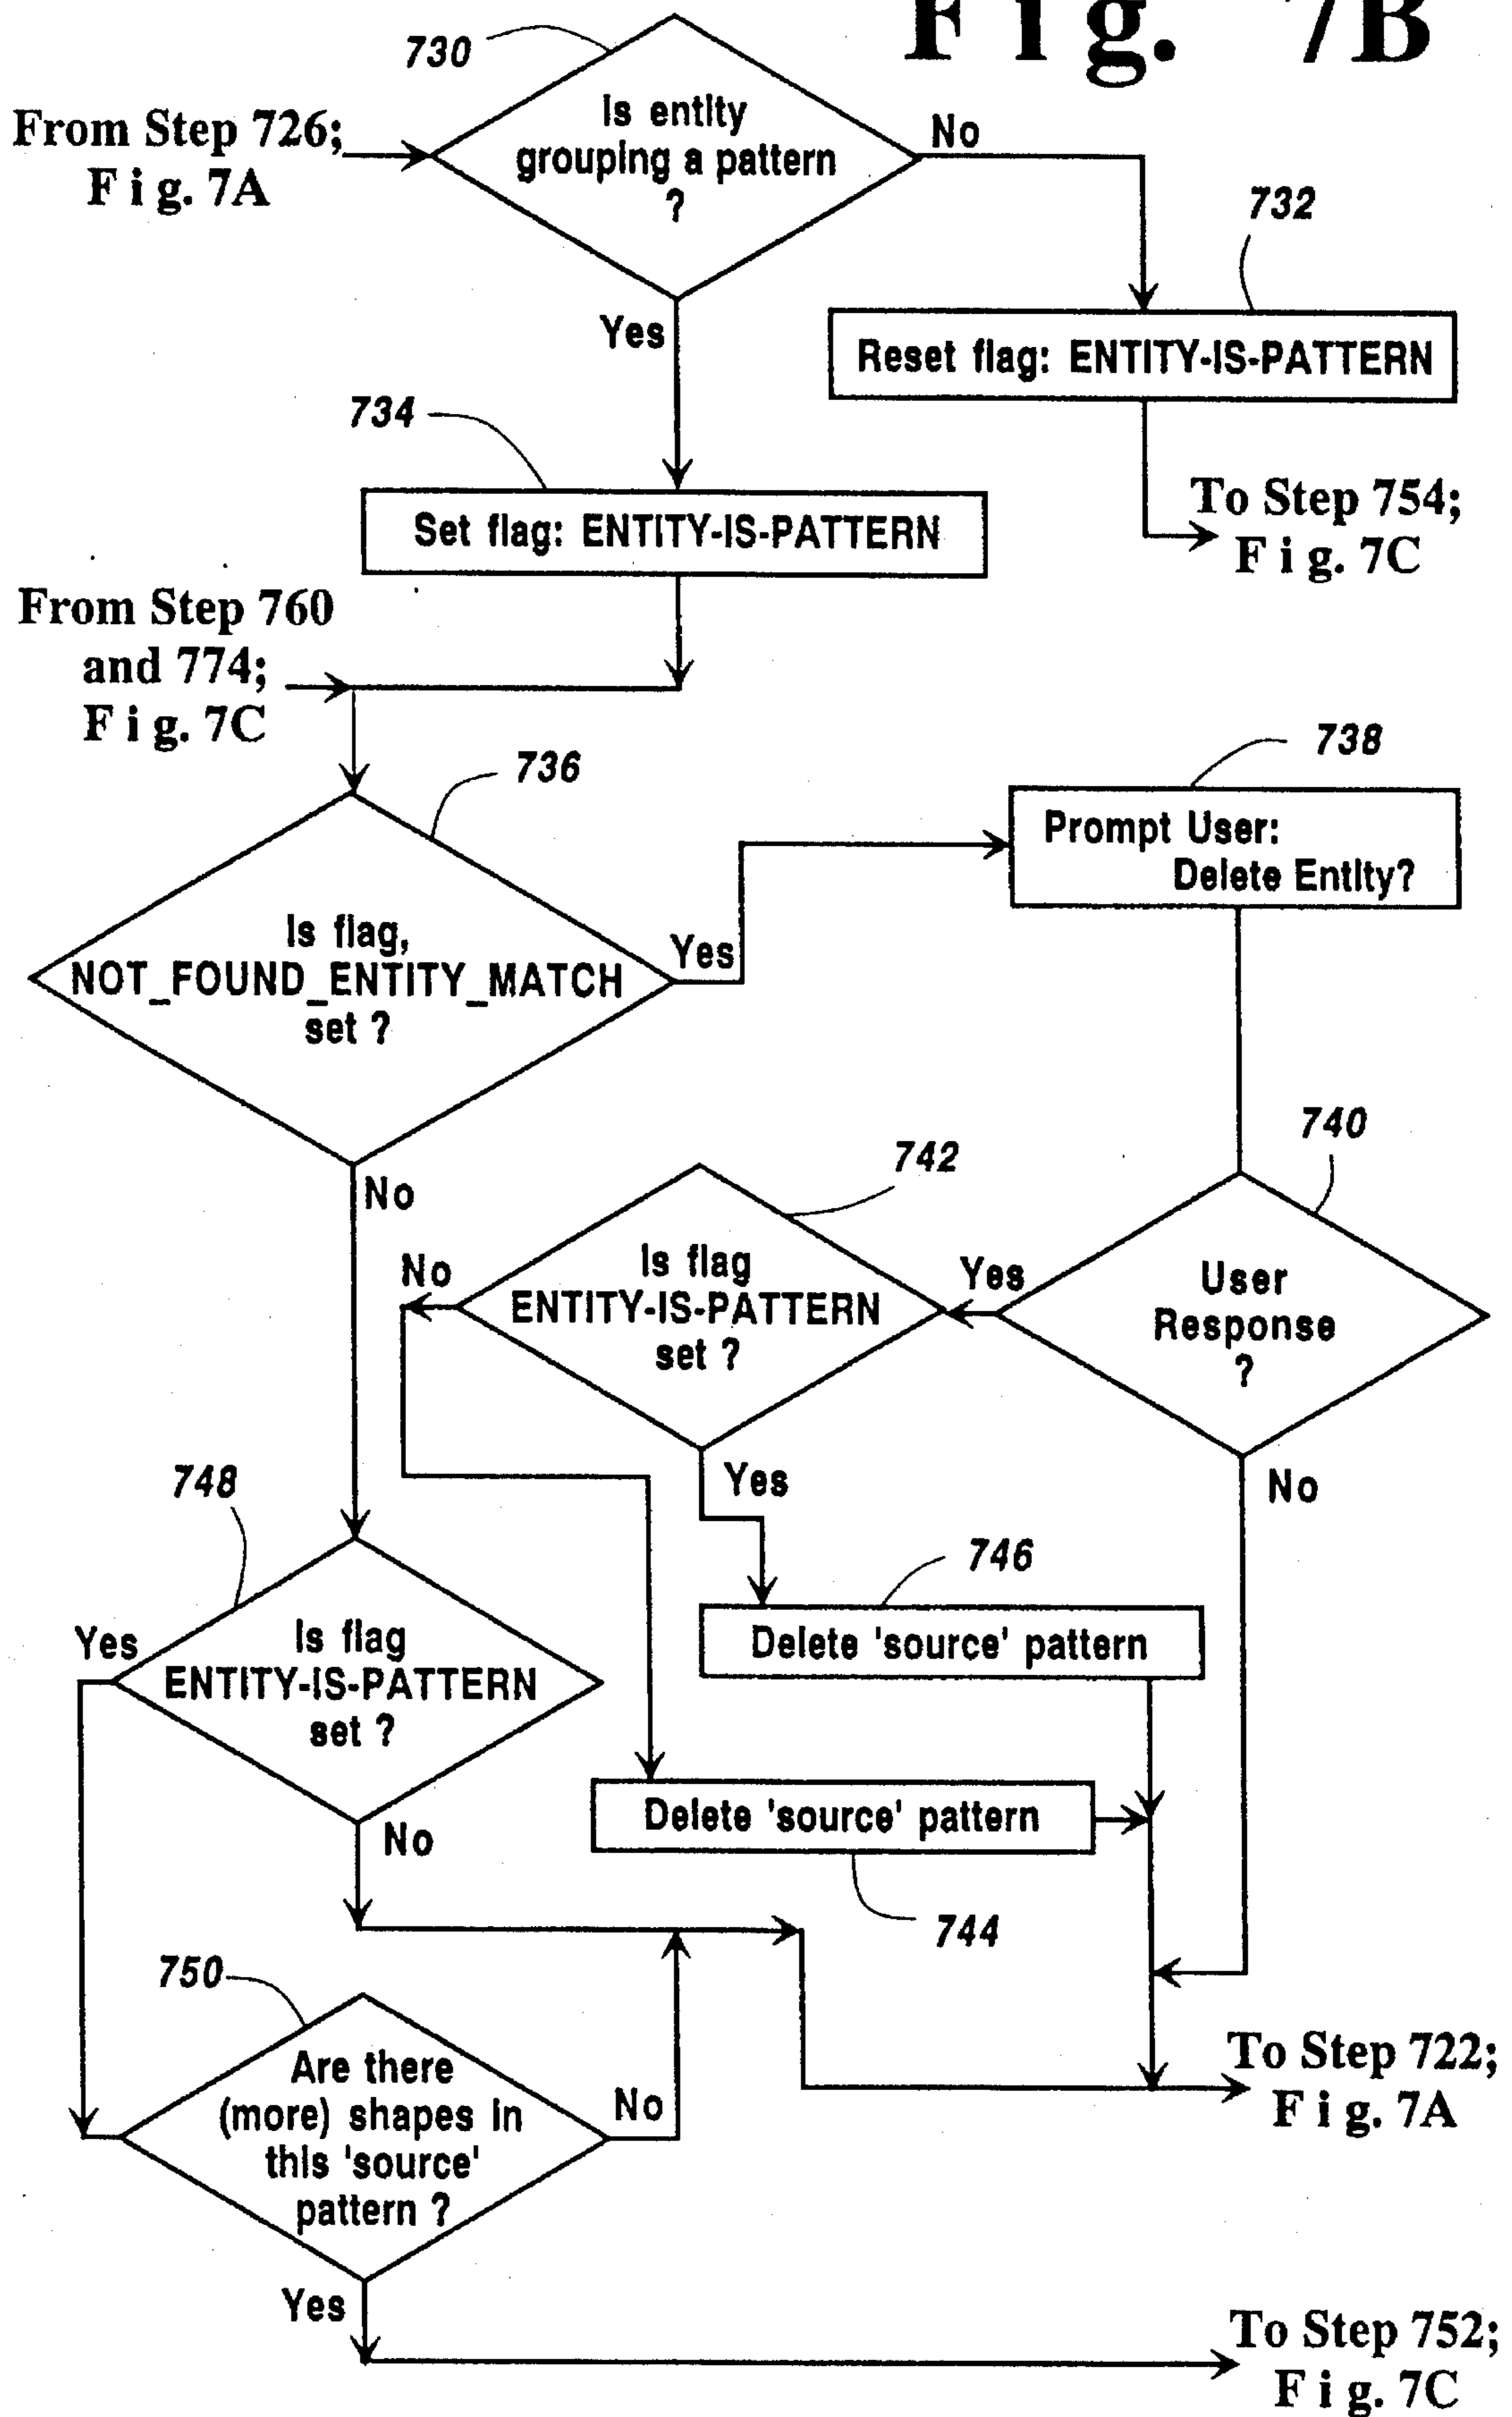 Fig. 7B
730
From Step 726;
Fig. 7A
Is entity
grouping a pattern
?
No
732
Yes
Reset flag: ENTITY-IS-PATTERN
734
To Step 754;
Fig. 7C
Set flag: ENTITY-IS-PATTERN
From Step 760
and 774;
Fig. 7C
736
738
Prompt User:
Delete Entity?
Is flag,
NOT_FOUND_ENTITY_MATCH
set ?
Yes
No
740
742
Is flag
ENTITY-IS-PATTERN
set ?
No
Yes
User
Response
?
Yes
No
748
746
Is flag
ENTITY-IS-PATTERN
set ?
Yes
Delete 'source' pattern
Delete 'source' pattern
No
744
750
Are there
(more) shapes in
this 'source'
pattern ?
No
To Step 722;
Fig. 7A
Yes
To Step 752;
Fig. 7C